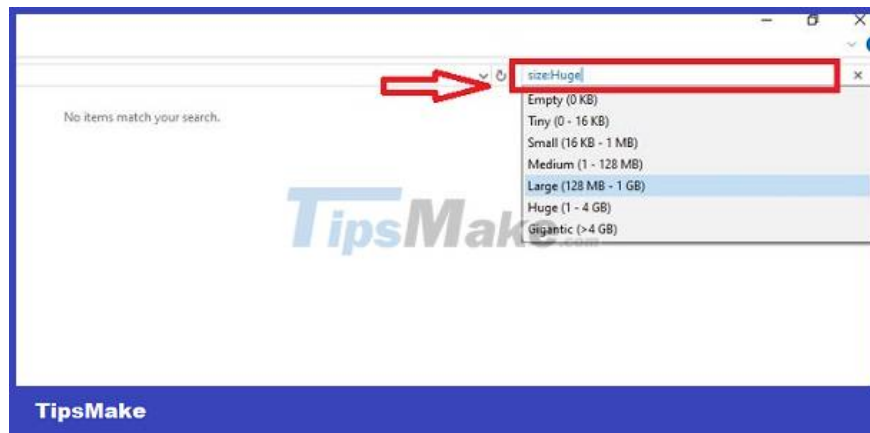 size:Huge
No items match your search.
Empty (0 KB)
Tiny (0 - 16 KB)
Small (16 KB - 1 MB)
Medium (1 - 128 MB)
Large (128 MB - 1 GB)
Huge (1 - 4 GB)
Gigantic (>4 GB)
TipsMake.com
TipsMake